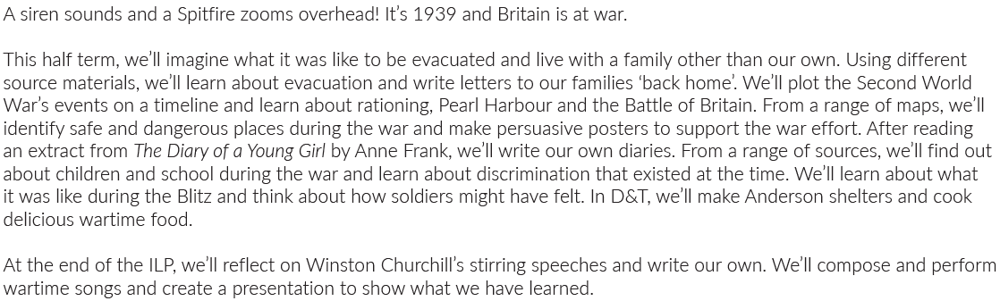 A siren sounds and a Spitfire zooms overhead! It’s 1939 and Britain is at war.
This half term, we’ll imagine what it was like to be evacuated and live with a family other than our own. Using different
source materials, we’ll learn about evacuation and write letters to our families ‘back home’. We’ll plot the Second World
War’s events on a timeline and learn about rationing, Pearl Harbour and the Battle of Britain. From a range of maps, we’ll
identify safe and dangerous places during the war and make persuasive posters to support the war effort. After reading
an extract from The Diary of a Young Girl by Anne Frank, we’ll write our own diaries. From a range of sources, we’ll find out
about children and school during the war and learn about discrimination that existed at the time. We’ll learn about what
it was like during the Blitz and think about how soldiers might have felt. In D&T, we’ll make Anderson shelters and cook
delicious wartime food.
At the end of the ILP, we’ll reflect on Winston Churchill’s stirring speeches and write our own. We’ll compose and perform
wartime songs and create a presentation to show what we have learned.